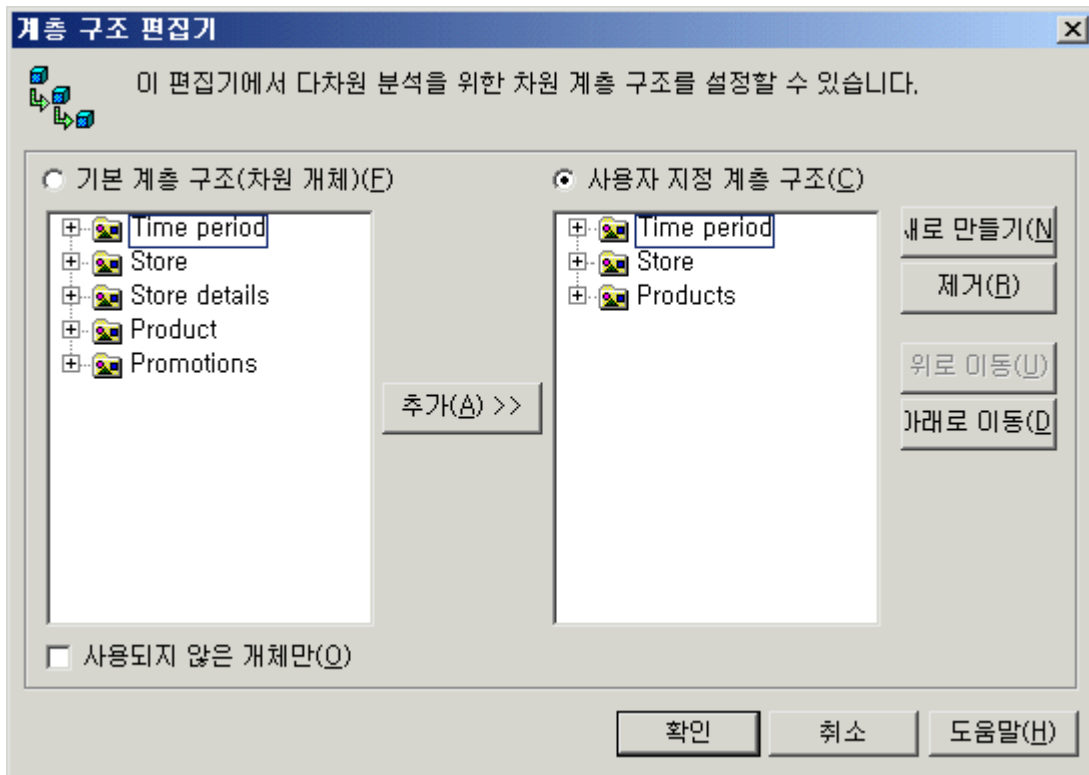 계층 구조 편집기
이 편집기에서 다차원 분석을 위한 차원 계층 구조를 설정할 수 있습니다.
기본 계층 구조(차원 개체)(F)
Time period
Store
Store details
Product
Promotions
추가(A) >>
사용자 지정 계층 구조(C)
Time period
Store
Products
새로 만들기(N
제거(R)
위로 이동(U)
아래로 이동(D
사용되지 않은 개체만(O)
확인
취소
도움말(H)